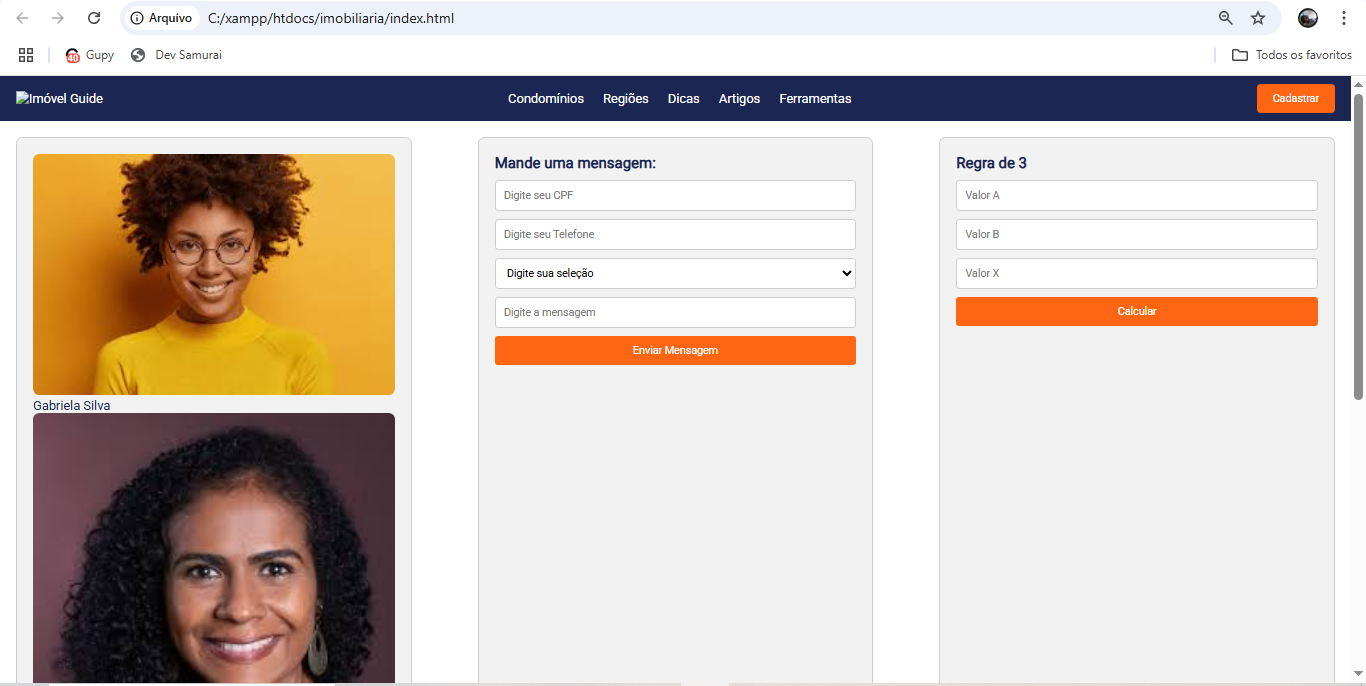 Arquivo C:/xampp/htdocs/imobiliaria/index.html
40 Gupy Dev Samurai Todos os favoritos
Imóvel Guide Condomínios Regiões Dicas Artigos Ferramentas Cadastrar
Gabriela Silva
Mande uma mensagem:
Digite seu CPF
Digite seu Telefone
Digite sua seleção
Digite a mensagem
Enviar Mensagem
Regra de 3
Valor A
Valor B
Valor X
Calcular